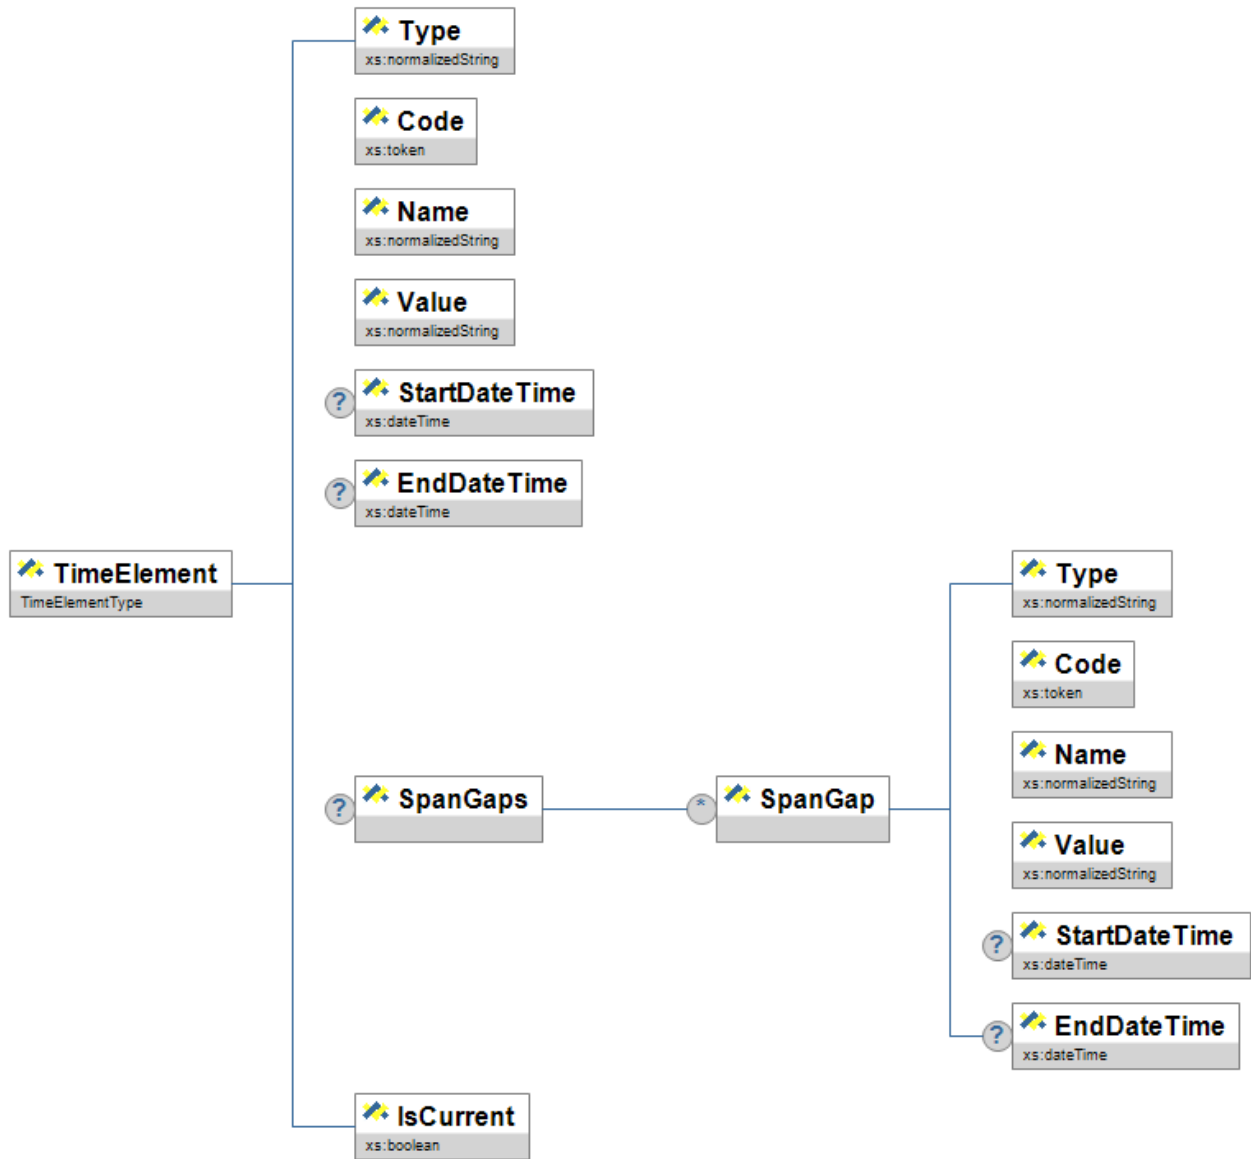 Type
xs:normalizedString
Code
xs:token
Name
xs:normalizedString
Value
xs:normalizedString
?
StartDateTime
xs:dateTime
?
EndDateTime
xs:dateTime
TimeElement
TimeElementType
?
SpanGaps
*
SpanGap
Type
xs:normalizedString
Code
xs:token
Name
xs:normalizedString
Value
xs:normalizedString
?
StartDateTime
xs:dateTime
?
EndDateTime
xs:dateTime
IsCurrent
xs:boolean